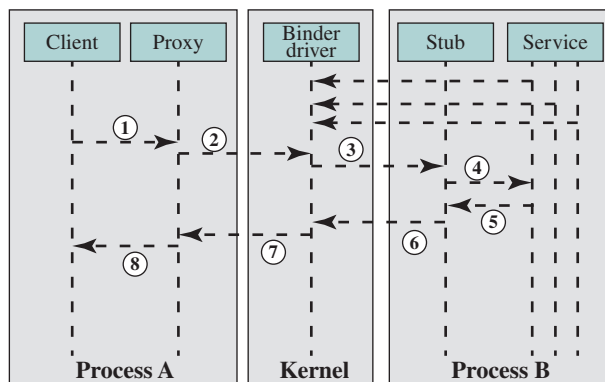 Client
Proxy
Binder
driver
Stub
Service
1
2
3
4
5
6
7
8
Process A
Kernel
Process B